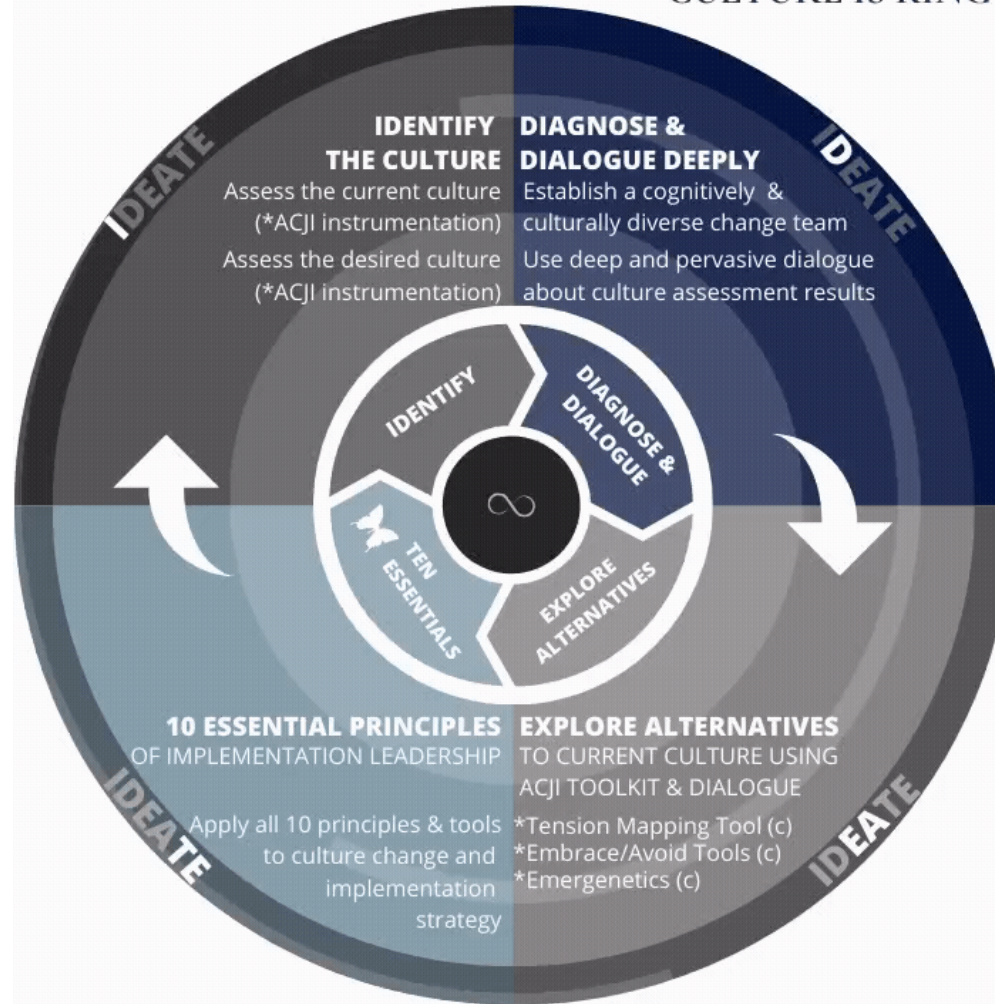 CULTURE IS KING
IDEATE
IDENTIFY
THE CULTURE
Assess the current culture
(*ACJI instrumentation)
Assess the desired culture
(*ACJI instrumentation)
IDEATE
DIAGNOSE &
DIALOGUE DEEPLY
Establish a cognitively &
culturally diverse change team
Use deep and pervasive dialogue
about culture assessment results
IDENTIFY
DIAGNOSE &
DIALOGUE
TEN
ESSENTIALS
EXPLORE
ALTERNATIVES
10 ESSENTIAL PRINCIPLES
OF IMPLEMENTATION LEADERSHIP
IDEATE
Apply all 10 principles & tools
to culture change and
implementation
strategy
EXPLORE ALTERNATIVES
TO CURRENT CULTURE USING
ACJI TOOLKIT & DIALOGUE
*Tension Mapping Tool (c)
*Embrace/Avoid Tools (c)
*Emergenetics (c)
IDEATE